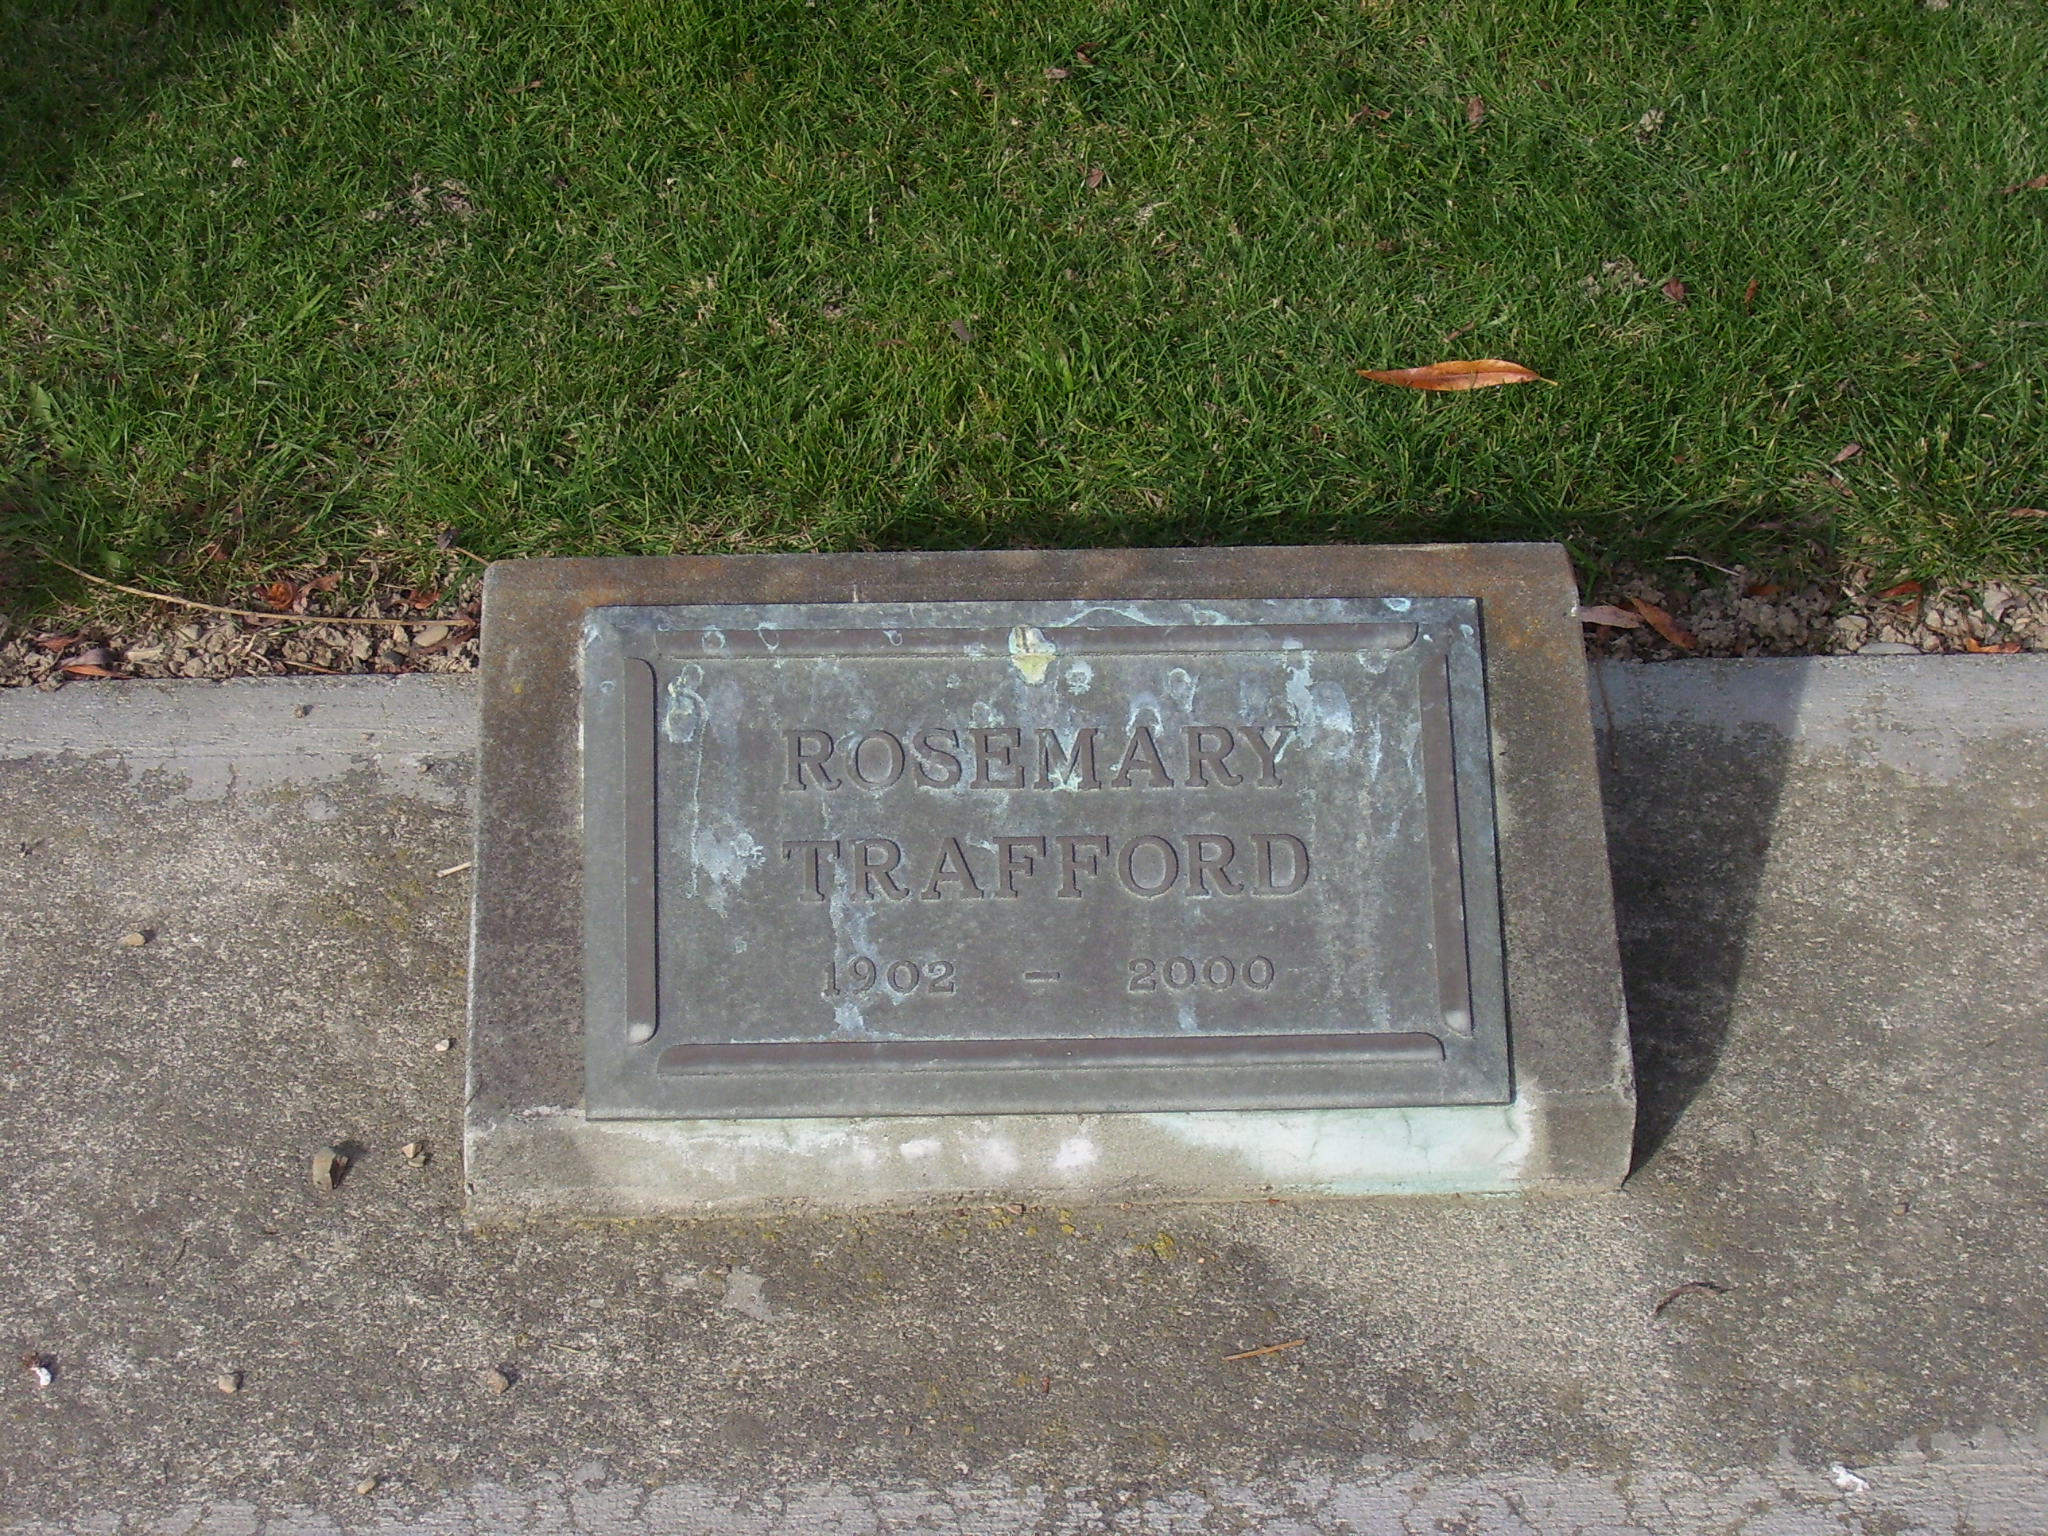 ROSEMARY
TRAFFORD
1902 - 2000